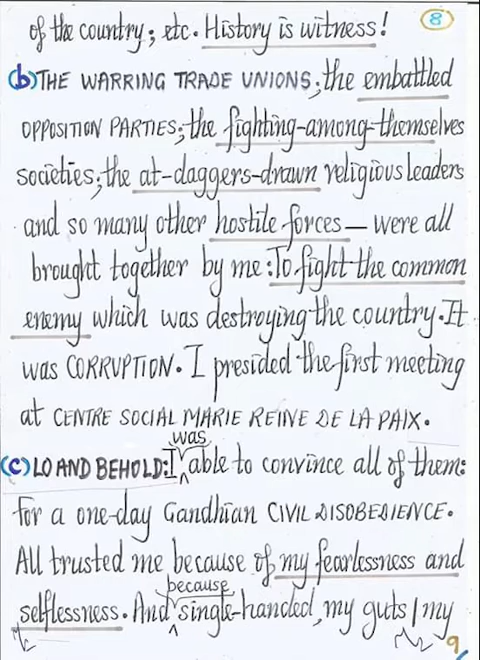 of the country; etc. History is witness! 8
(b) THE WARRING TRADE UNIONS; the embattled
OPPOSITION PARTIES; the fighting-among-themselves
societies; the at-daggers-drawn religious leaders
and so many other hostile forces — were all
brought together by me: To fight the common
enemy which was destroying the country. It
was CORRUPTION. I presided the first meeting
at CENTRE SOCIAL MARIE REINE DE LA PAIX.
(c) LO AND BEHOLD: I was able to convince all of them:
for a one-day Gandhian CIVIL DISOBEDIENCE.
All trusted me because of my fearlessness and
selflessness. And because single-handed, my guts / my
9